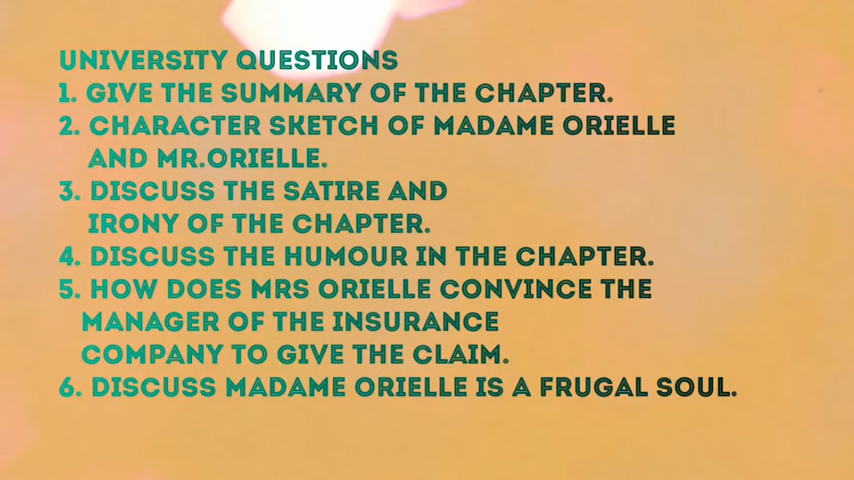 UNIVERSITY QUESTIONS
1. GIVE THE SUMMARY OF THE CHAPTER.
2. CHARACTER SKETCH OF MADAME ORIELLE
AND MR.ORIELLE.
3. DISCUSS THE SATIRE AND
IRONY OF THE CHAPTER.
4. DISCUSS THE HUMOUR IN THE CHAPTER.
5. HOW DOES MRS ORIELLE CONVINCE THE
MANAGER OF THE INSURANCE
COMPANY TO GIVE THE CLAIM.
6. DISCUSS MADAME ORIELLE IS A FRUGAL SOUL.